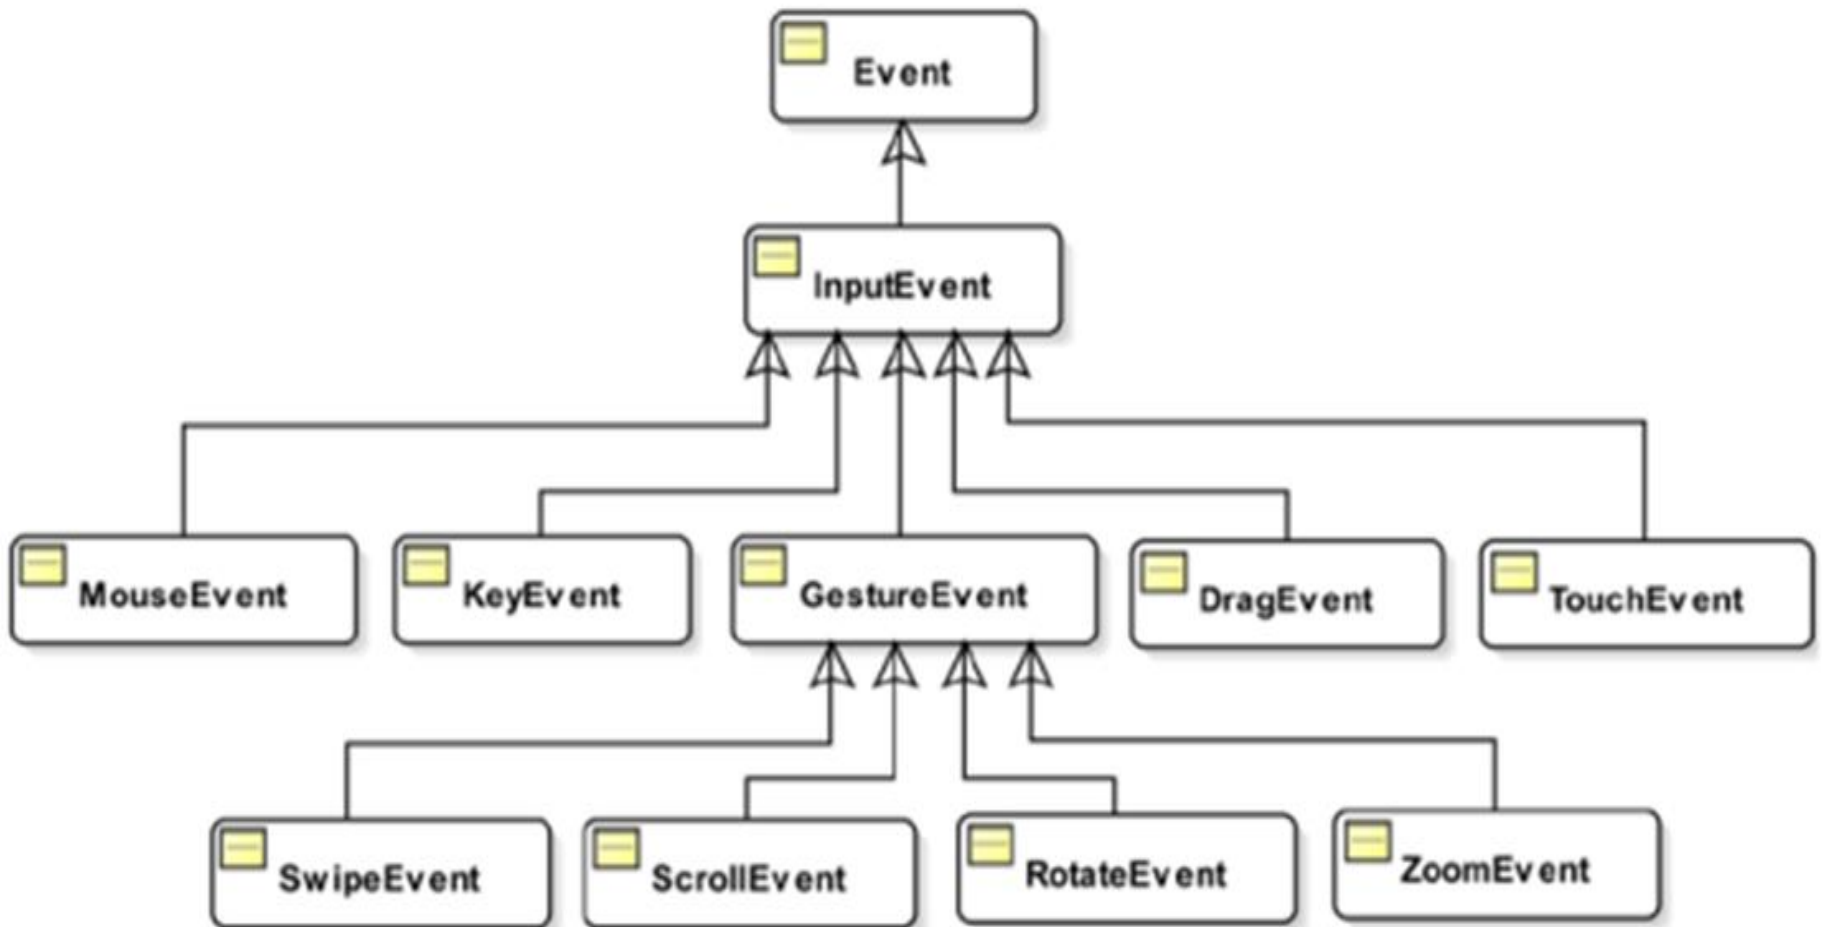 Event
InputEvent
MouseEvent
KeyEvent
GestureEvent
DragEvent
TouchEvent
SwipeEvent
ScrollEvent
RotateEvent
ZoomEvent